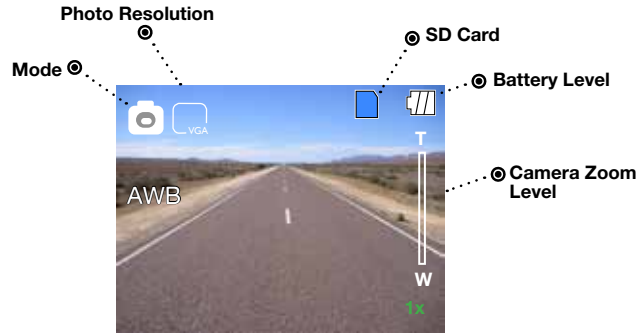 Photo Resolution
SD Card
Mode
Battery Level
VGA
T
AWB
Camera Zoom
Level
W
1x